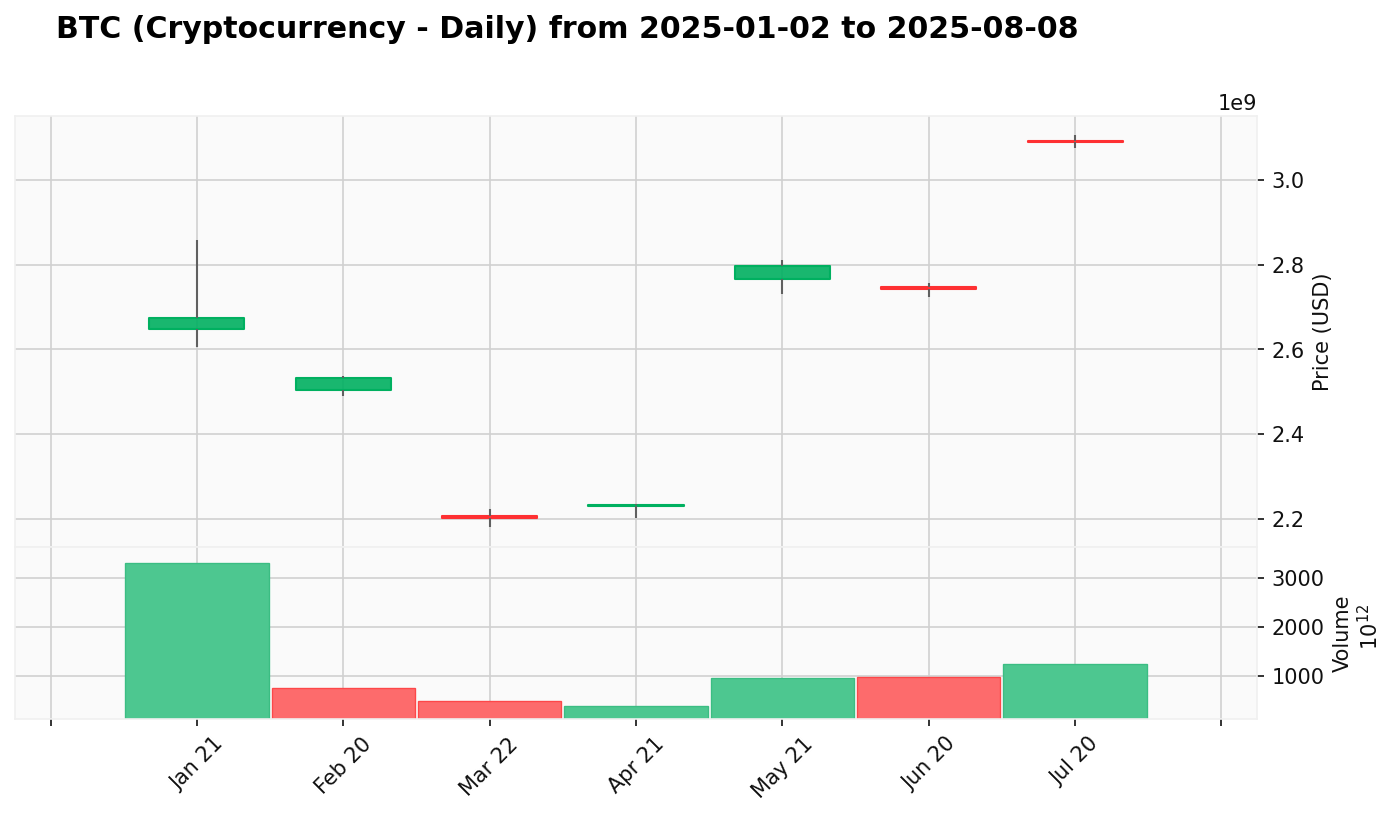 BTC (Cryptocurrency - Daily) from 2025-01-02 to 2025-08-08
1e9
3.0
2.8
2.6
2.4
2.2
Price (USD)
3000
2000
1000
Volume
10^12
Jan 21
Feb 20
Mar 22
Apr 21
May 21
Jun 20
Jul 20